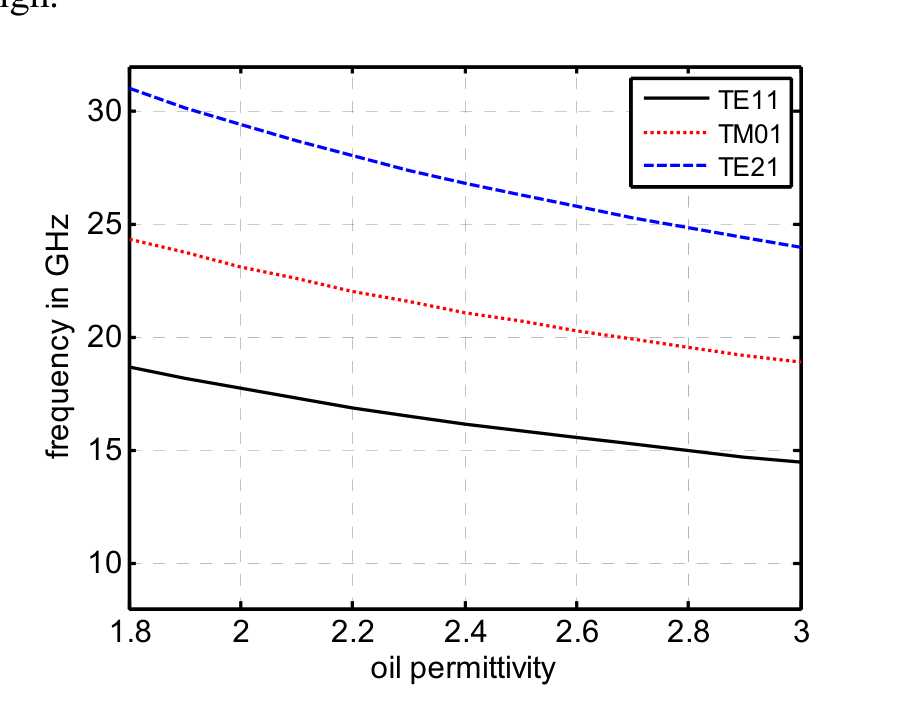 30
25
20
15
10
1.8 2 2.2 2.4 2.6 2.8 3
oil permittivity
frequency in GHz
TE11
TM01
TE21